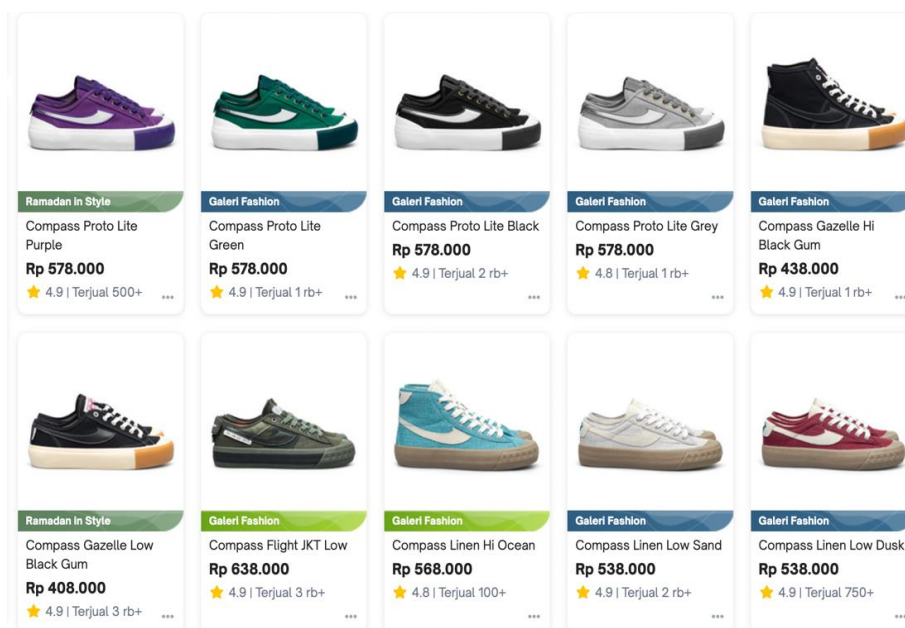 Ramadan in Style
Compass Proto Lite
Purple
Rp 578.000
4.9 | Terjual 500+
Galeri Fashion
Compass Proto Lite
Green
Rp 578.000
4.9 | Terjual 1 rb+
Galeri Fashion
Compass Proto Lite Black
Rp 578.000
4.9 | Terjual 2 rb+
Galeri Fashion
Compass Proto Lite Grey
Rp 578.000
4.8 | Terjual 1 rb+
Galeri Fashion
Compass Gazelle Hi
Black Gum
Rp 438.000
4.9 | Terjual 1 rb+
Ramadan in Style
Compass Gazelle Low
Black Gum
Rp 408.000
4.9 | Terjual 3 rb+
Galeri Fashion
Compass Flight JKT Low
Rp 638.000
4.9 | Terjual 3 rb+
Galeri Fashion
Compass Linen Hi Ocean
Rp 568.000
4.8 | Terjual 100+
Galeri Fashion
Compass Linen Low Sand
Rp 538.000
4.9 | Terjual 2 rb+
Galeri Fashion
Compass Linen Low Dusk
Rp 538.000
4.9 | Terjual 750+